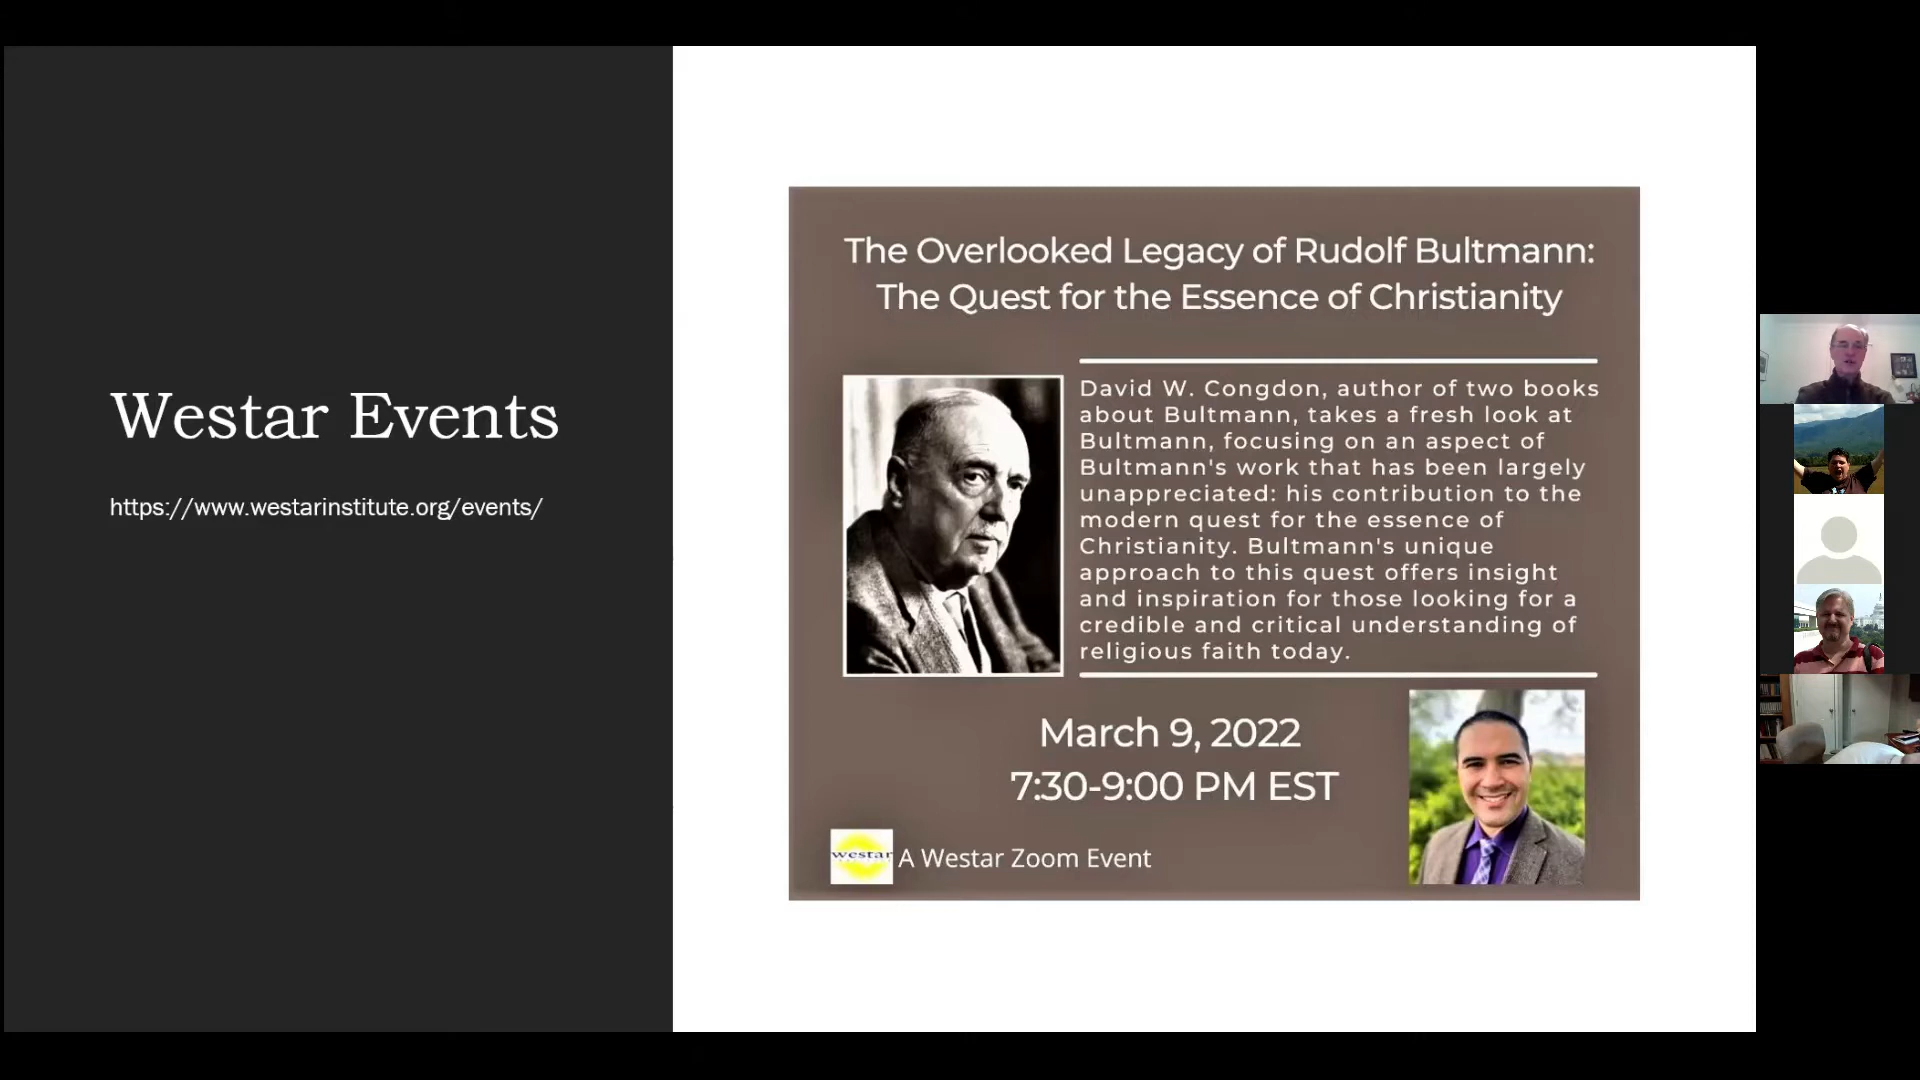 Westar Events
https://www.westarinstitute.org/events/
The Overlooked Legacy of Rudolf Bultmann:
The Quest for the Essence of Christianity
David W. Congdon, author of two books
about Bultmann, takes a fresh look at
Bultmann, focusing on an aspect of
Bultmann's work that has been largely
unappreciated: his contribution to the
modern quest for the essence of
Christianity. Bultmann's unique
approach to this quest offers insight
and inspiration for those looking for a
credible and critical understanding of
religious faith today.
March 9, 2022
7:30-9:00 PM EST
westar
A Westar Zoom Event